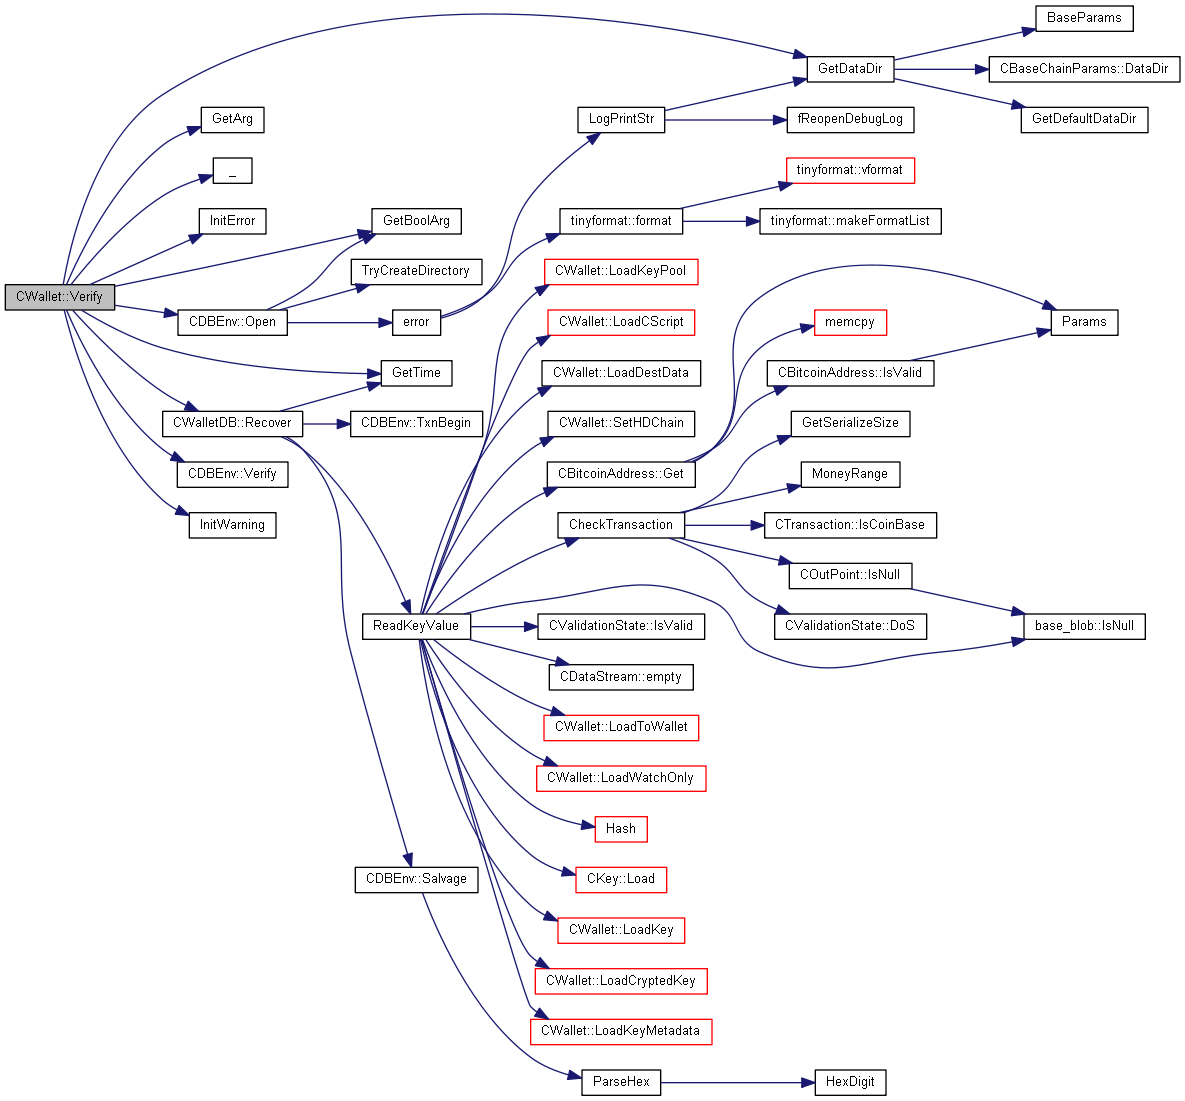 BaseParams
GetDataDir
CBaseChainParams::DataDir
GetArg
LogPrintStr
fReopenDebugLog
GetDefaultDataDir
_
tinyformat::vformat
InitError
GetBoolArg
tinyformat::format
tinyformat::makeFormatList
TryCreateDirectory
CWallet::LoadKeyPool
CWallet::Verify
CDBEnv::Open
error
CWallet::LoadCScript
memcpy
Params
GetTime
CWallet::LoadDestData
CBitcoinAddress::IsValid
CWalletDB::Recover
CDBEnv::TxnBegin
CWallet::SetHDChain
GetSerializeSize
CDBEnv::Verify
CBitcoinAddress::Get
MoneyRange
InitWarning
CheckTransaction
CTransaction::IsCoinBase
COutPoint::IsNull
ReadKeyValue
CValidationState::IsValid
CValidationState::DoS
base_blob::IsNull
CDataStream::empty
CWallet::LoadToWallet
CWallet::LoadWatchOnly
Hash
CDBEnv::Salvage
CKey::Load
CWallet::LoadKey
CWallet::LoadCryptedKey
CWallet::LoadKeyMetadata
ParseHex
HexDigit